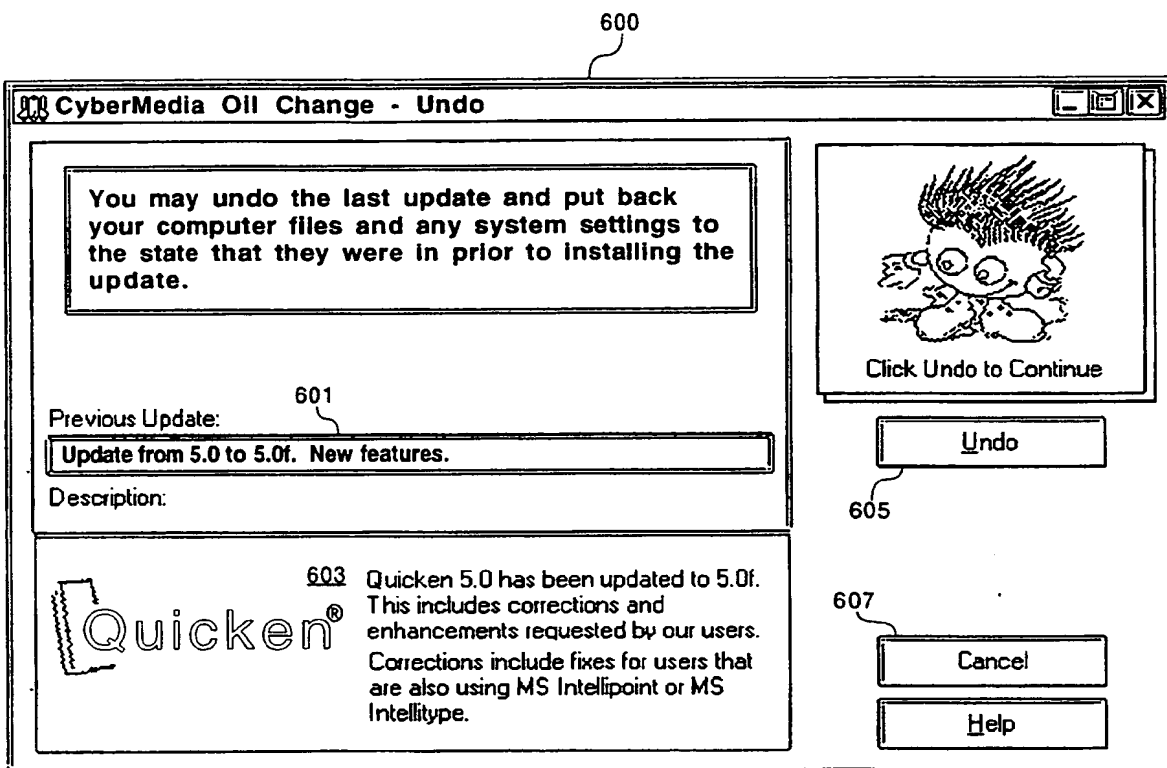 600
CyberMedia Oil Change - Undo
You may undo the last update and put back
your computer files and any system settings to
the state that they were in prior to installing the
update.
Click Undo to Continue
601
Previous Update:
Update from 5.0 to 5.0f. New features.
Undo
605
Description:
603
Quicken®
Quicken 5.0 has been updated to 5.0f.
This includes corrections and
enhancements requested by our users.
Corrections include fixes for users that
are also using MS Intellipoint or MS
Intellitype.
607
Cancel
Help